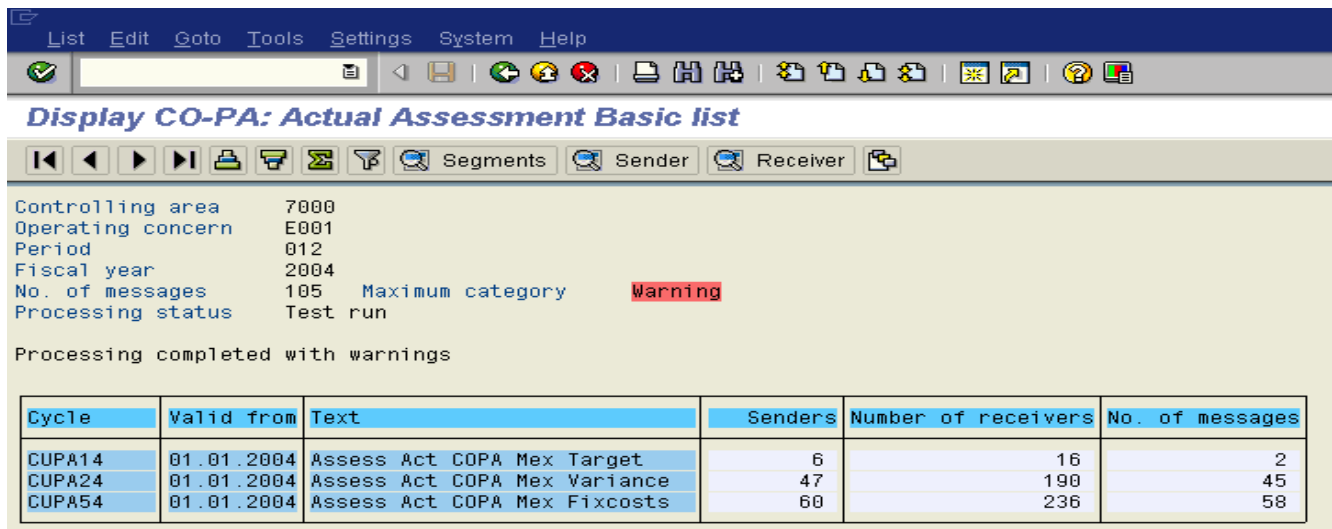 List Edit Goto Tools Settings System Help
Display CO-PA: Actual Assessment Basic list
Segments Sender Receiver
Controlling area 7000
Operating concern E001
Period 012
Fiscal year 2004
No. of messages 105 Maximum category Warning
Processing status Test run
Processing completed with warnings
Cycle Valid from Text Senders Number of receivers No. of messages
CUPA14 01.01.2004 Assess Act COPA Mex Target 6 16 2
CUPA24 01.01.2004 Assess Act COPA Mex Variance 47 190 45
CUPA54 01.01.2004 Assess Act COPA Mex Fixcosts 60 236 58